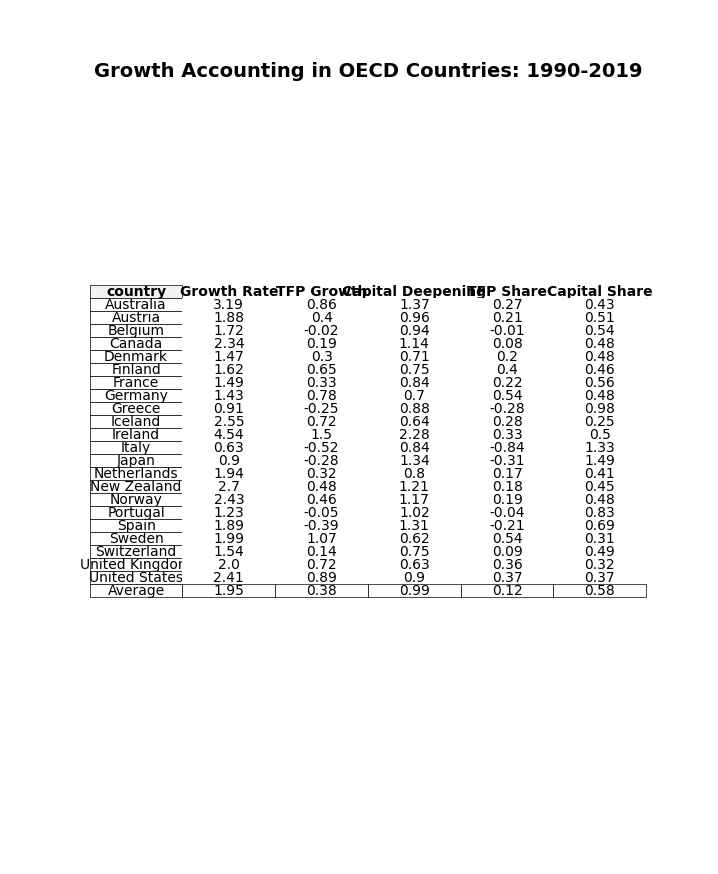 Growth Accounting in OECD Countries: 1990-2019
country Growth Rate TFP Growth Capital Deepening TFP Share Capital Share
Australia 3.19 0.86 1.37 0.27 0.43
Austria 1.88 0.4 0.96 0.21 0.51
Belgium 1.72 -0.02 0.94 -0.01 0.54
Canada 2.34 0.19 1.14 0.08 0.48
Denmark 1.47 0.3 0.71 0.2 0.48
Finland 1.62 0.65 0.75 0.4 0.46
France 1.49 0.33 0.84 0.22 0.56
Germany 1.43 0.78 0.7 0.54 0.48
Greece 0.91 -0.25 0.88 -0.28 0.98
Iceland 2.55 0.72 0.64 0.28 0.25
Ireland 4.54 1.5 2.28 0.33 0.5
Italy 0.63 -0.52 0.84 -0.84 1.33
Japan 0.9 -0.28 1.34 -0.31 1.49
Netherlands 1.94 0.32 0.8 0.17 0.41
New Zealand 2.7 0.48 1.21 0.18 0.45
Norway 2.43 0.46 1.17 0.19 0.48
Portugal 1.23 -0.05 1.02 -0.04 0.83
Spain 1.89 -0.39 1.31 -0.21 0.69
Sweden 1.99 1.07 0.62 0.54 0.31
Switzerland 1.54 0.14 0.75 0.09 0.49
United Kingdom 2.0 0.72 0.63 0.36 0.32
United States 2.41 0.89 0.9 0.37 0.37
Average 1.95 0.38 0.99 0.12 0.58